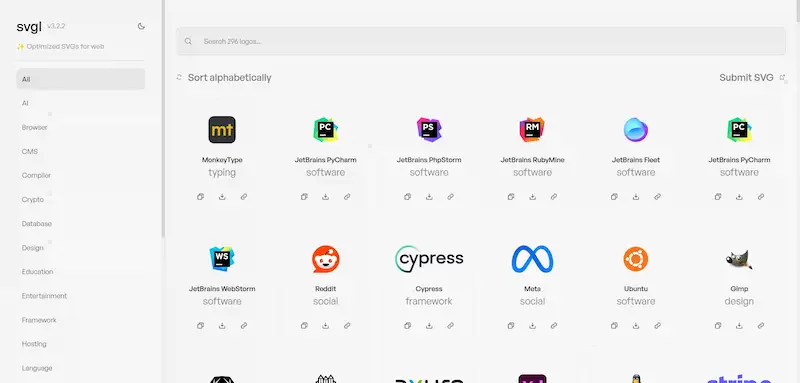 svgl v3.2.2
✨ Optimized SVGs for web
All
AI
Browser
CMS
Compiler
Crypto
Database
Design
Education
Entertainment
Framework
Hosting
Language
Search 296 logos...
Sort alphabetically
Submit SVG
mt
PC
PS
RM
PC
MonkeyType
JetBrains PyCharm
JetBrains PhpStorm
JetBrains RubyMine
JetBrains Fleet
JetBrains PyCharm
typing
software
software
software
software
software
WS
cypress
JetBrains WebStorm
Reddit
Cypress
Meta
Ubuntu
Gimp
software
social
framework
social
software
design
stripe